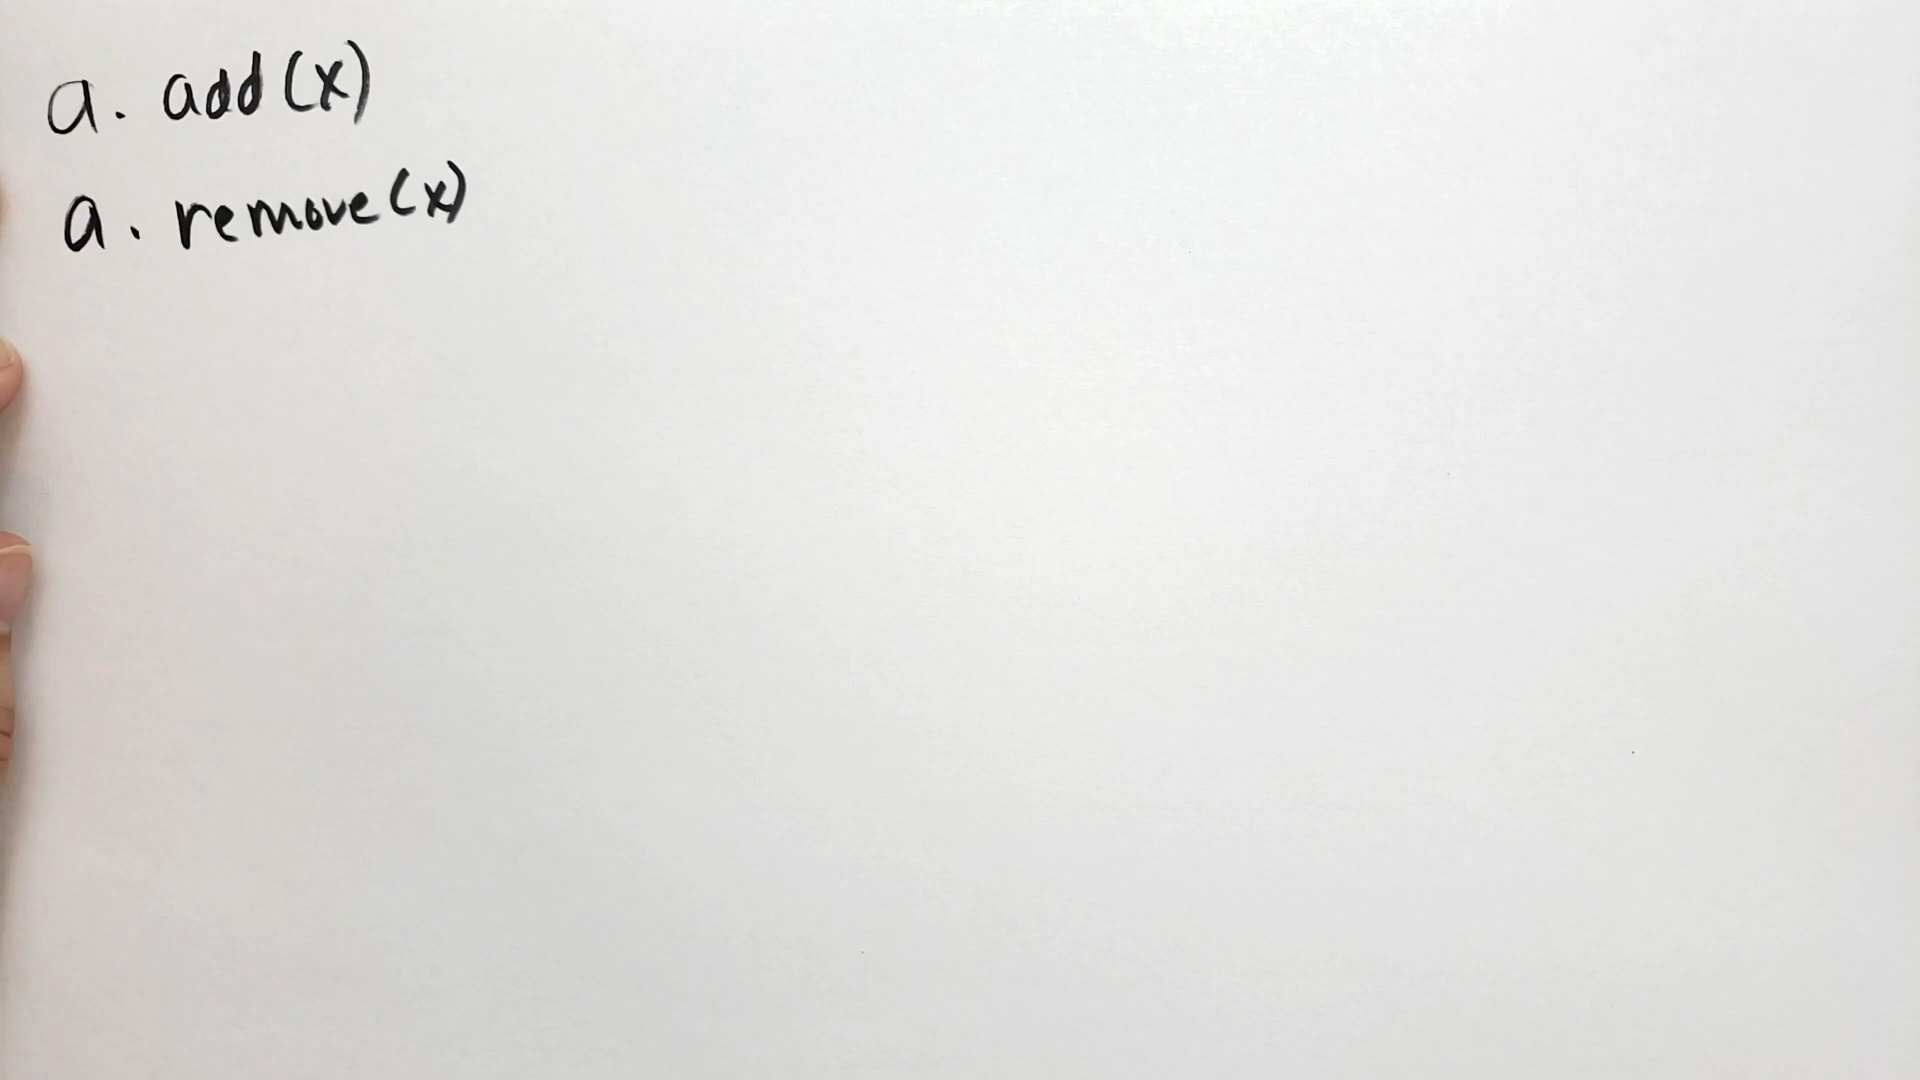 a. add(x)
a. remove(x)